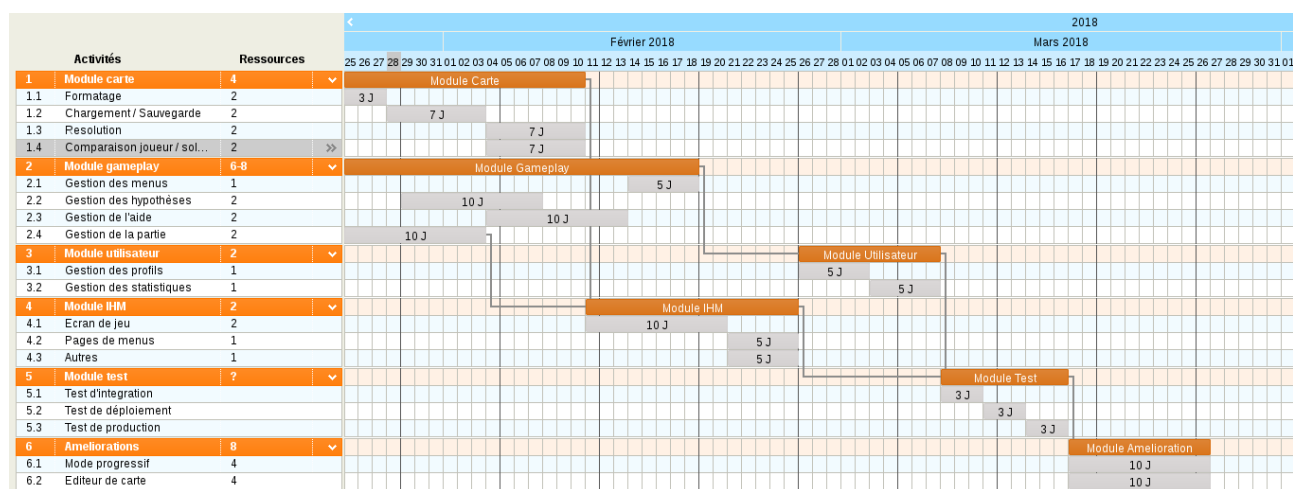 2018
Février 2018 Mars 2018
Activités Ressources 25 26 27 28 29 30 31 01 02 03 04 05 06 07 08 09 10 11 12 13 14 15 16 17 18 19 20 21 22 23 24 25 26 27 28 01 02 03 04 05 06 07 08 09 10 11 12 13 14 15 16 17 18 19 20 21 22 23 24 25 26 27 28 29 30 31 01
1 Module carte 4 Module Carte
1.1 Formatage 2 3 J
1.2 Chargement / Sauvegarde 2 7 J
1.3 Resolution 2 7 J
1.4 Comparaison joueur / sol... 2 7 J
2 Module gameplay 6-8 Module Gameplay
2.1 Gestion des menus 1 5 J
2.2 Gestion des hypothèses 2 10 J
2.3 Gestion de l'aide 2 10 J
2.4 Gestion de la partie 2 10 J
3 Module utilisateur 2 Module Utilisateur
3.1 Gestion des profils 1 5 J
3.2 Gestion des statistiques 1 5 J
4 Module IHM 2 Module IHM
4.1 Ecran de jeu 2 10 J
4.2 Pages de menus 1 5 J
4.3 Autres 1 5 J
5 Module test ? Module Test
5.1 Test d'integration 3 J
5.2 Test de déploiement 3 J
5.3 Test de production 3 J
6 Ameliorations 8 Module Amelioration
6.1 Mode progressif 4 10 J
6.2 Editeur de carte 4 10 J